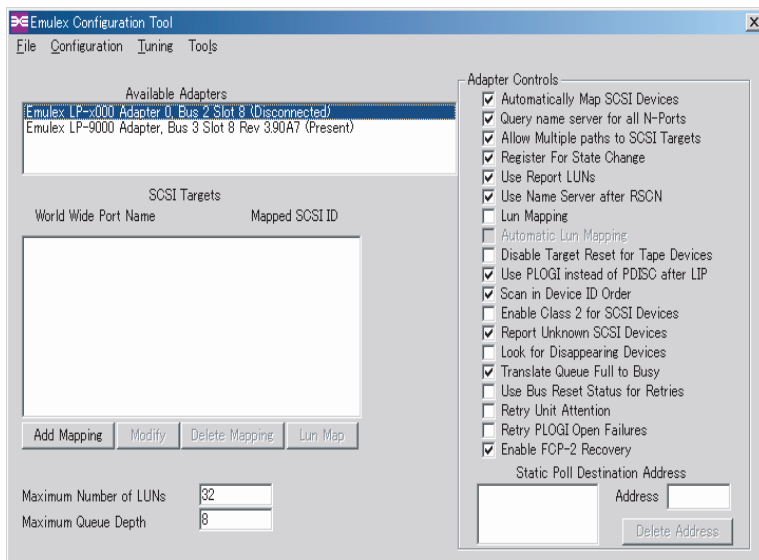 Emulex Configuration Tool
File Configuration Tuning Tools
Available Adapters
Emulex LP-x000 Adapter 0, Bus 2 Slot 8 (Disconnected)
Emulex LP-9000 Adapter, Bus 3 Slot 8 Rev 3.90A7 (Present)
SCSI Targets
World Wide Port Name Mapped SCSI ID
Add Mapping Modify Delete Mapping Lun Map
Maximum Number of LUNs 32
Maximum Queue Depth 8
Adapter Controls
Automatically Map SCSI Devices
Query name server for all N-Ports
Allow Multiple paths to SCSI Targets
Register For State Change
Use Report LUNs
Use Name Server after RSCN
Lun Mapping
Automatic Lun Mapping
Disable Target Reset for Tape Devices
Use PLOGI instead of PDISC after LIP
Scan in Device ID Order
Enable Class 2 for SCSI Devices
Report Unknown SCSI Devices
Look for Disappearing Devices
Translate Queue Full to Busy
Use Bus Reset Status for Retries
Retry Unit Attention
Retry PLOGI Open Failures
Enable FCP-2 Recovery
Static Poll Destination Address
Address
Delete Address